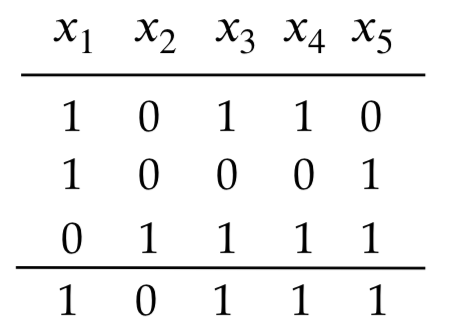 x₁ x₂ x₃ x₄ x₅
1 0 1 1 0
1 0 0 0 1
0 1 1 1 1
1 0 1 1 1